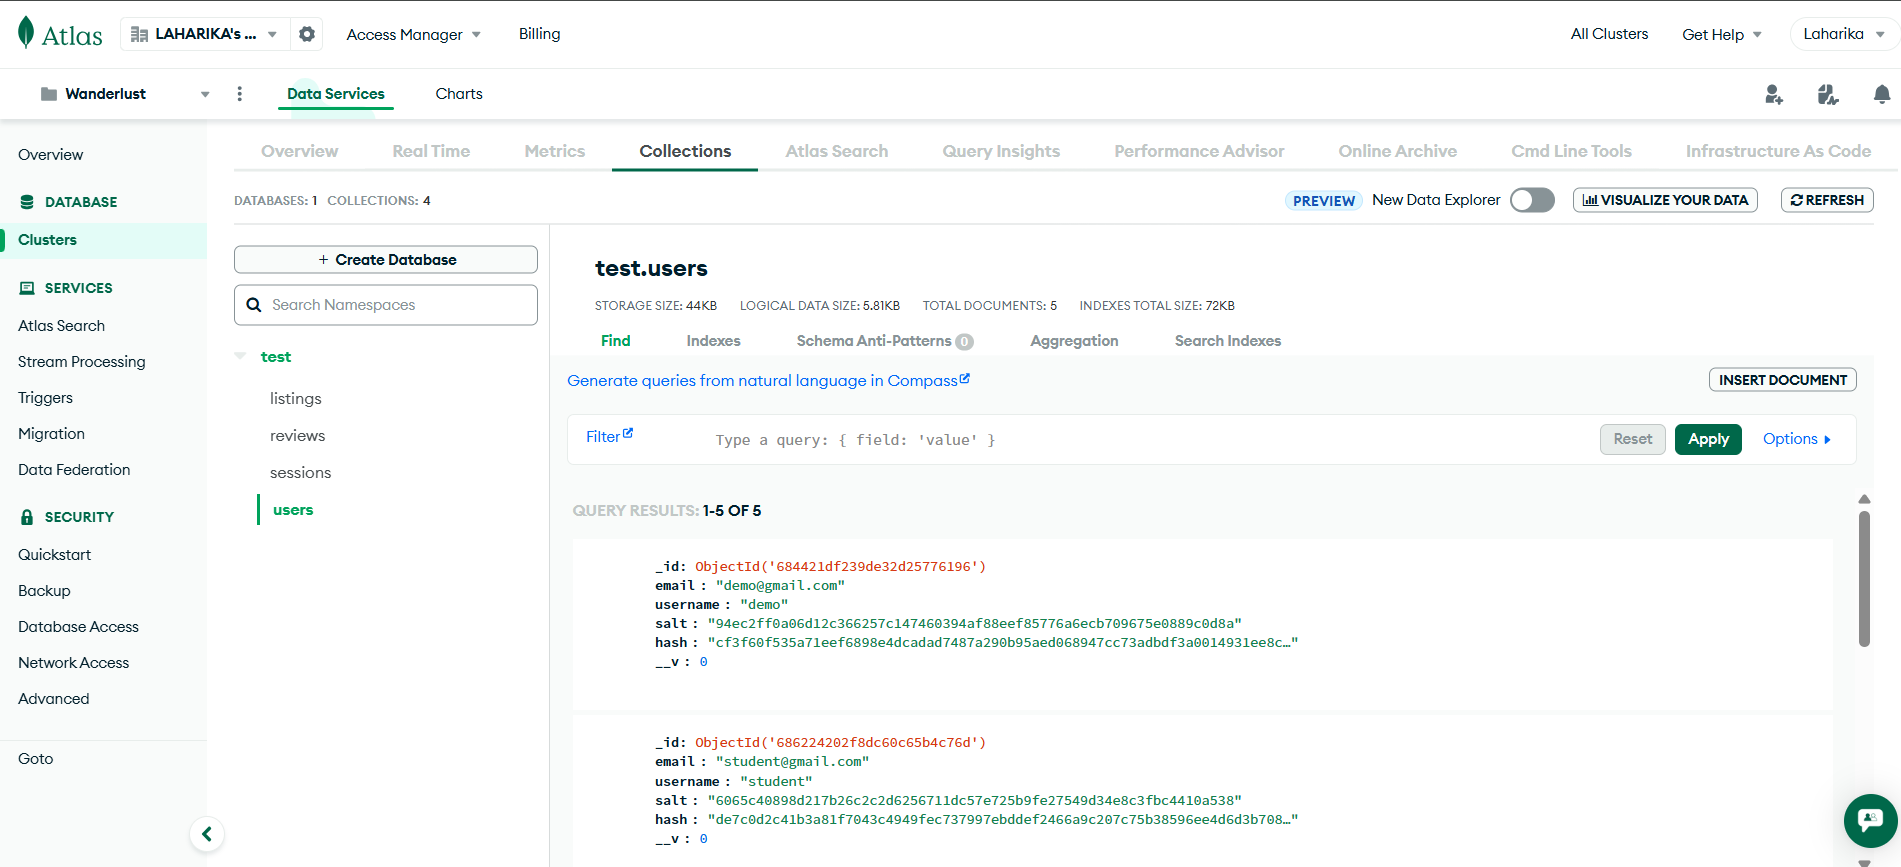 Atlas LAHARIKA's ... Access Manager Billing All Clusters Get Help Laharika
Wanderlust Data Services Charts
Overview
DATABASE
Clusters
SERVICES
Atlas Search
Stream Processing
Triggers
Migration
Data Federation
SECURITY
Quickstart
Backup
Database Access
Network Access
Advanced
Goto
Overview Real Time Metrics Collections Atlas Search Query Insights Performance Advisor Online Archive Cmd Line Tools Infrastructure As Code
DATABASES: 1 COLLECTIONS: 4 PREVIEW New Data Explorer VISUALIZE YOUR DATA REFRESH
+ Create Database
Search Namespaces
test
listings
reviews
sessions
users
test.users
STORAGE SIZE: 44KB LOGICAL DATA SIZE: 5.81KB TOTAL DOCUMENTS: 5 INDEXES TOTAL SIZE: 72KB
Find Indexes Schema Anti-Patterns 0 Aggregation Search Indexes
Generate queries from natural language in Compass INSERT DOCUMENT
Filter Type a query: { field: 'value' } Reset Apply Options
QUERY RESULTS: 1-5 OF 5
_id: ObjectId('684421df239de32d25776196')
email : "demo@gmail.com"
username : "demo"
salt : "94ec2ff0a06d12c366257c147460394af88eef85776a6ecb709675e0889c0d8a"
hash : "cf3f60f535a71eef6898e4dcadad7487a290b95aed068947cc73adbdf3a0014931ee8c…"
__v : 0
_id: ObjectId('686224202f8dc60c65b4c76d')
email : "student@gmail.com"
username : "student"
salt : "6065c40898d217b26c2c2d6256711dc57e725b9fe27549d34e8c3fbc4410a538"
hash : "de7c0d2c41b3a81f7043c4949fec737997ebddef2466a9c207c75b38596ee4d6d3b708…"
__v : 0